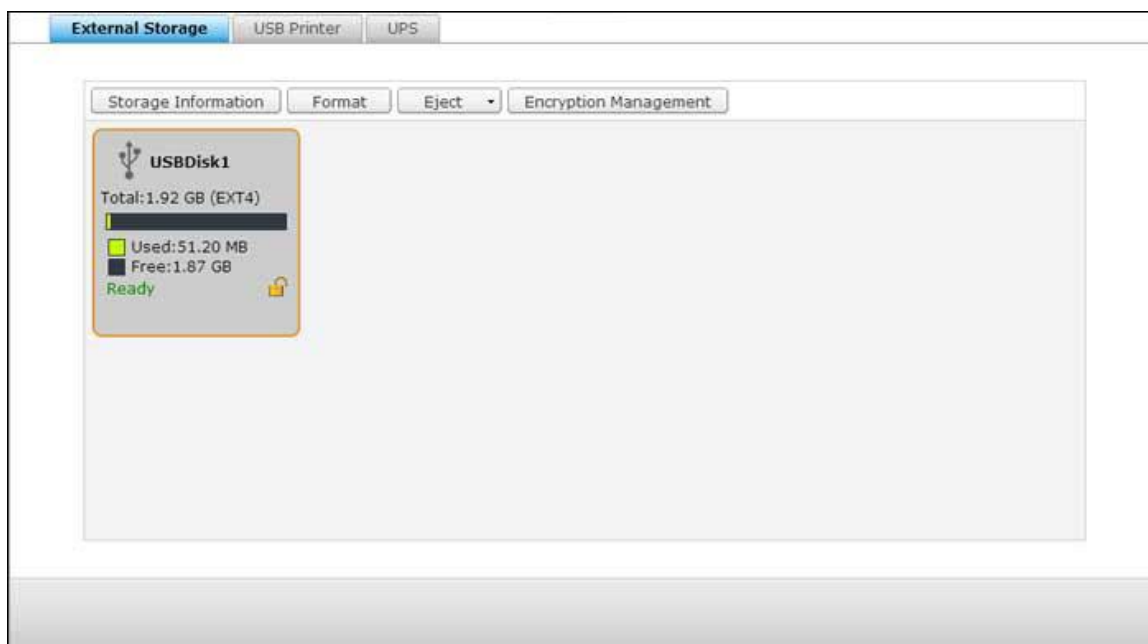 External Storage USB Printer UPS
Storage Information Format Eject Encryption Management
USBDisk1
Total:1.92 GB (EXT4)
Used:51.20 MB
Free:1.87 GB
Ready